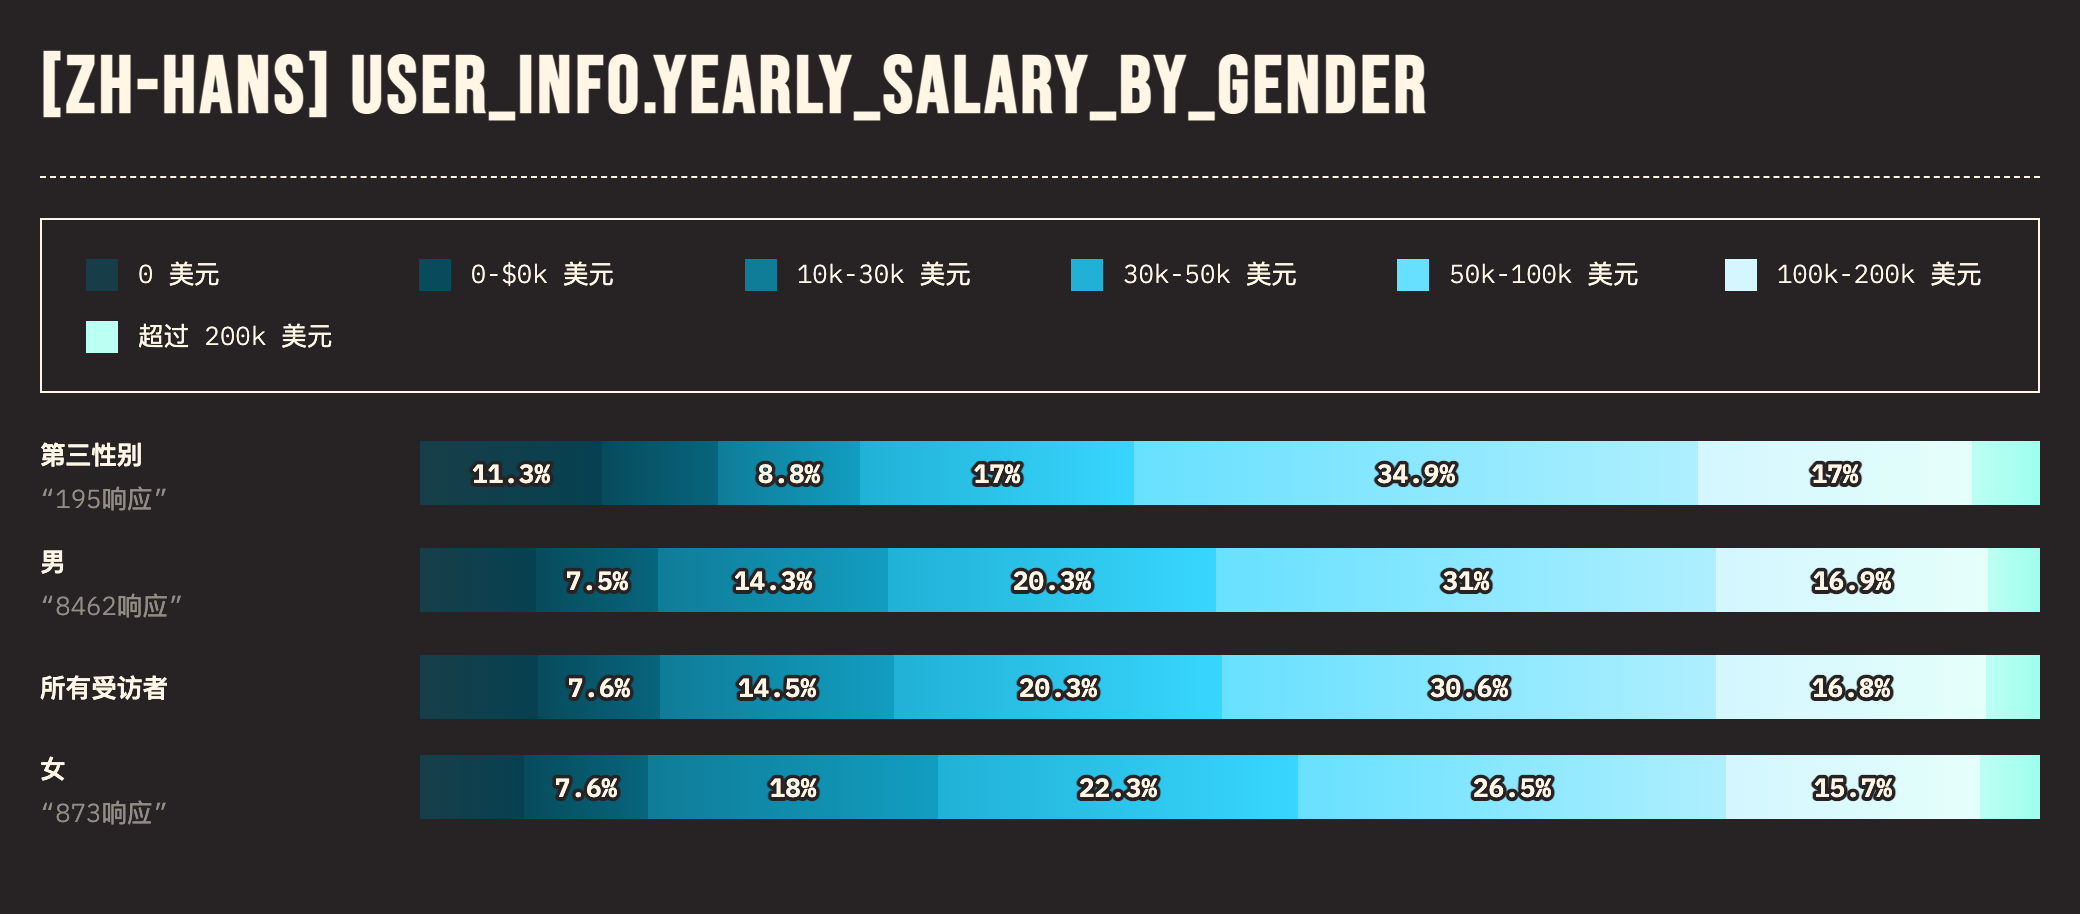 [ZH-HANS] USER_INFO.YEARLY_SALARY_BY_GENDER
0 美元 0-$0k 美元 10k-30k 美元 30k-50k 美元 50k-100k 美元 100k-200k 美元
超过 200k 美元
第三性别
“195响应”
11.3% 8.8% 17% 34.9% 17%
男
“8462响应”
7.5% 14.3% 20.3% 31% 16.9%
所有受访者
7.6% 14.5% 20.3% 30.6% 16.8%
女
“873响应”
7.6% 18% 22.3% 26.5% 15.7%